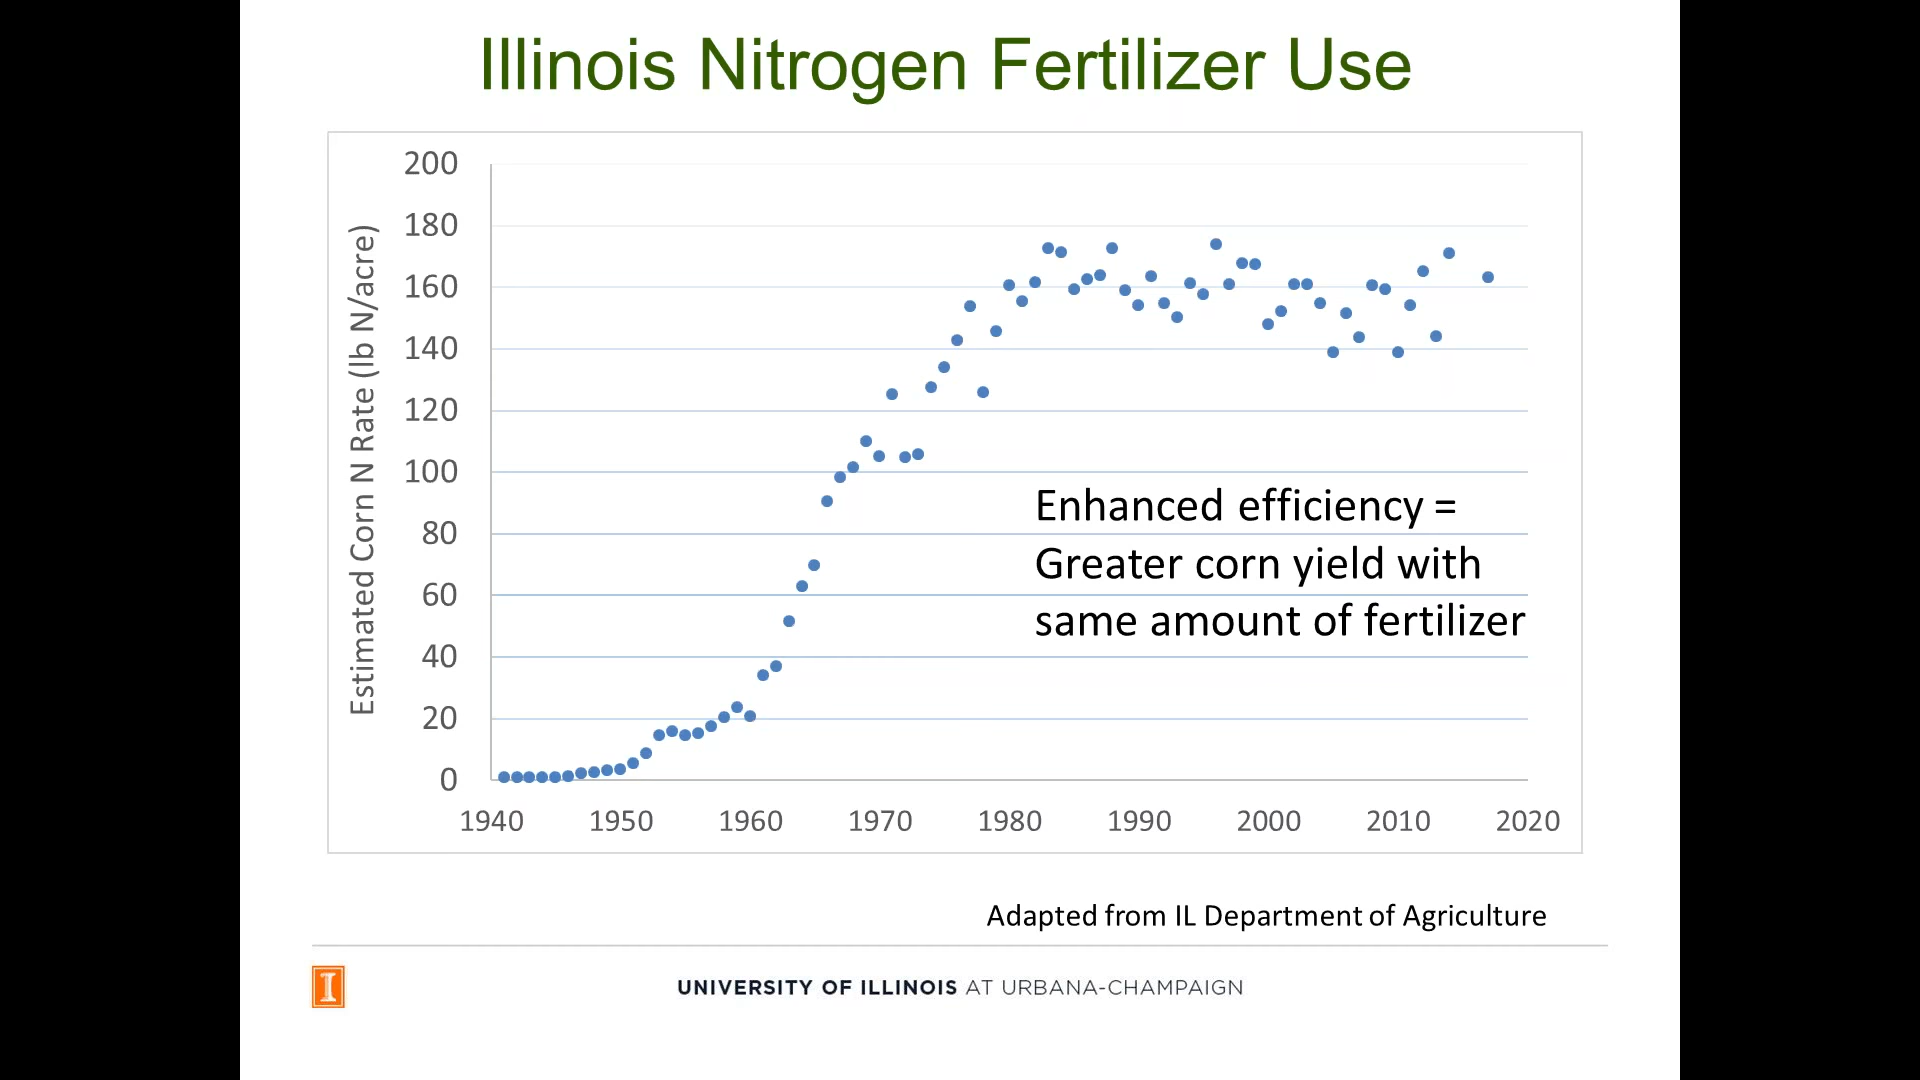 Illinois Nitrogen Fertilizer Use
Estimated Corn N Rate (lb N/acre)
200
180
160
140
120
100
80
60
40
20
0
1940 1950 1960 1970 1980 1990 2000 2010 2020
Enhanced efficiency =
Greater corn yield with
same amount of fertilizer
Adapted from IL Department of Agriculture
I
UNIVERSITY OF ILLINOIS AT URBANA-CHAMPAIGN